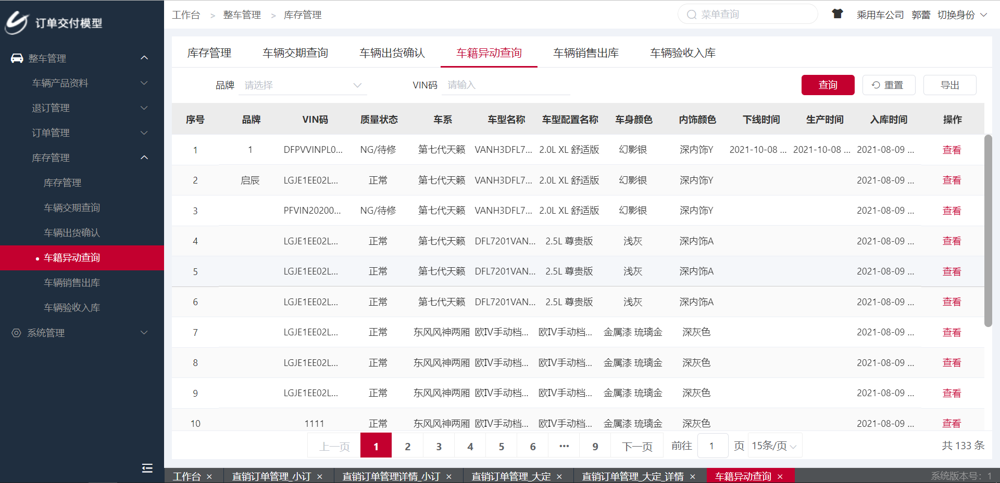 订单交付模型
整车管理
车辆产品资料
退订管理
订单管理
库存管理
库存管理
车辆交期查询
车辆出货确认
车籍异动查询
车辆销售出库
车辆验收入库
系统管理
工作台 > 整车管理 > 库存管理
菜单查询
乘用车公司 郭蕾 切换身份
库存管理 车辆交期查询 车辆出货确认 车籍异动查询 车辆销售出库 车辆验收入库
品牌 请选择 VIN码 请输入 查询 重置 导出
序号 品牌 VIN码 质量状态 车系 车型名称 车型配置名称 车身颜色 内饰颜色 下线时间 生产时间 入库时间 操作
1 1 DFPVVINPL0... NG/待修 第七代天籁 VANH3DFL7... 2.0L XL 舒适版 幻影银 深内饰Y 2021-10-08 ... 2021-10-08 ... 2021-08-09 ... 查看
2 启辰 LGJE1EE02L... 正常 第七代天籁 VANH3DFL7... 2.0L XL 舒适版 幻影银 深内饰Y 2021-08-09 ... 查看
3 PFVIN20200... NG/待修 第七代天籁 VANH3DFL7... 2.0L XL 舒适版 幻影银 深内饰Y 2021-08-09 ... 查看
4 LGJE1EE02L... 正常 第七代天籁 DFL7201VAN... 2.5L 尊贵版 浅灰 深内饰A 2021-08-09 ... 查看
5 LGJE1EE02L... 正常 第七代天籁 DFL7201VAN... 2.5L 尊贵版 浅灰 深内饰A 2021-08-09 ... 查看
6 LGJE1EE02L... 正常 第七代天籁 DFL7201VAN... 2.5L 尊贵版 浅灰 深内饰A 2021-08-09 ... 查看
7 LGJE1EE02L... 正常 东风风神两厢 欧IV手动档... 欧IV手动档... 金属漆 琉璃金 深灰色 2021-08-09 ... 查看
8 LGJE1EE02L... 正常 东风风神两厢 欧IV手动档... 欧IV手动档... 金属漆 琉璃金 深灰色 2021-08-09 ... 查看
9 LGJE1EE02L... 正常 东风风神两厢 欧IV手动档... 欧IV手动档... 金属漆 琉璃金 深灰色 2021-08-09 ... 查看
10 1111 正常 东风风神两厢 欧IV手动档... 欧IV手动档... 金属漆 琉璃金 深灰色 2021-08-09 ... 查看
上一页 1 2 3 4 5 6 ... 9 下一页 前往 1 页 15条/页 共 133 条
工作台 × 直销订单管理_小订 × 直销订单管理详情_小订 × 直销订单管理_大定 × 直销订单管理_大定_详情 × 车籍异动查询 × 系统版本号：1